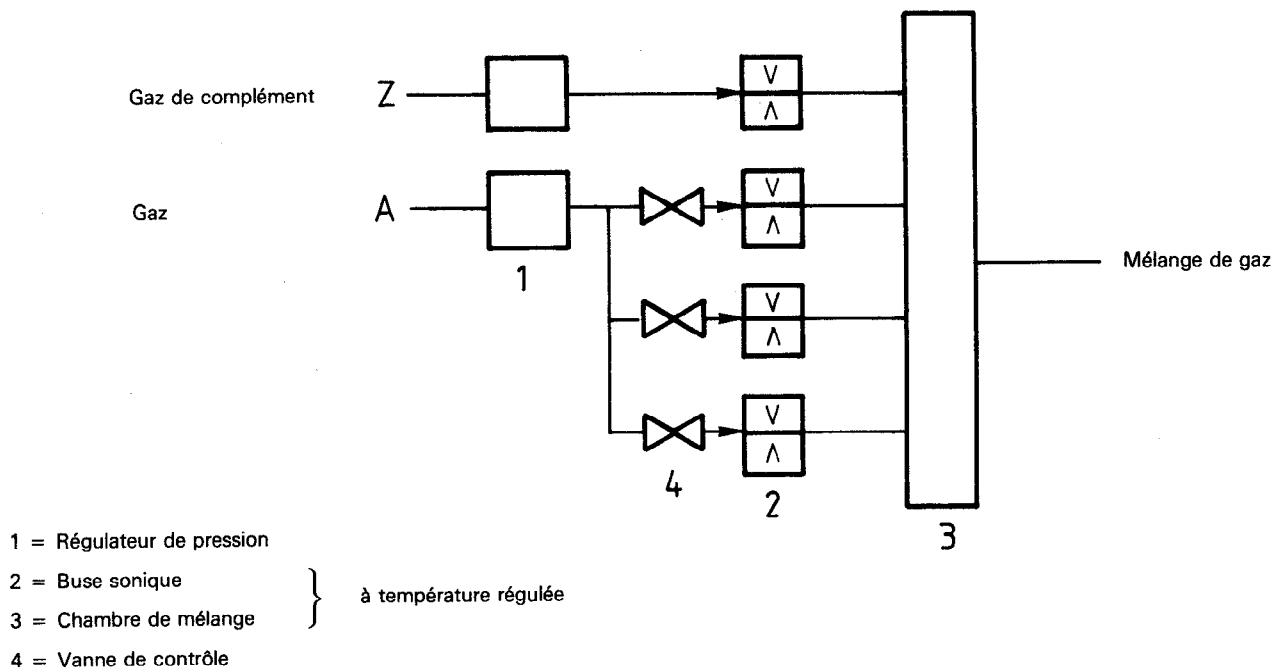 Gaz de complément Z
Gaz A
1
Mélange de gaz
4
2
3
1 = Régulateur de pression
2 = Buse sonique
à température régulée
3 = Chambre de mélange
4 = Vanne de contrôle